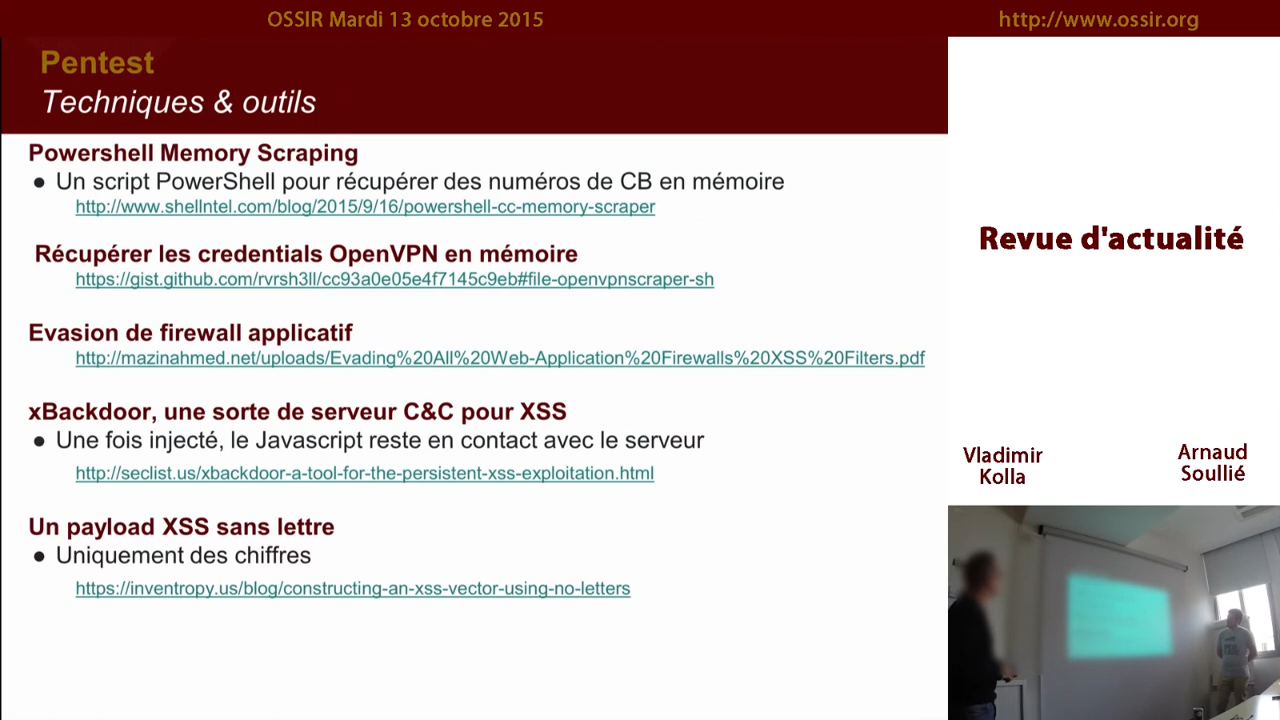 OSSIR Mardi 13 octobre 2015
http://www.ossir.org
Pentest
Techniques & outils
Powershell Memory Scraping
● Un script PowerShell pour récupérer des numéros de CB en mémoire
http://www.shellntel.com/blog/2015/9/16/powershell-cc-memory-scraper
Récupérer les credentials OpenVPN en mémoire
https://gist.github.com/rvrsh3ll/cc93a0e05e4f7145c9eb#file-openvpnscraper-sh
Evasion de firewall applicatif
http://mazinahmed.net/uploads/Evading%20All%20Web-Application%20Firewalls%20XSS%20Filters.pdf
xBackdoor, une sorte de serveur C&C pour XSS
● Une fois injecté, le Javascript reste en contact avec le serveur
http://seclist.us/xbackdoor-a-tool-for-the-persistent-xss-exploitation.html
Un payload XSS sans lettre
● Uniquement des chiffres
https://inventropy.us/blog/constructing-an-xss-vector-using-no-letters
Revue d'actualité
Vladimir
Kolla
Arnaud
Soullié